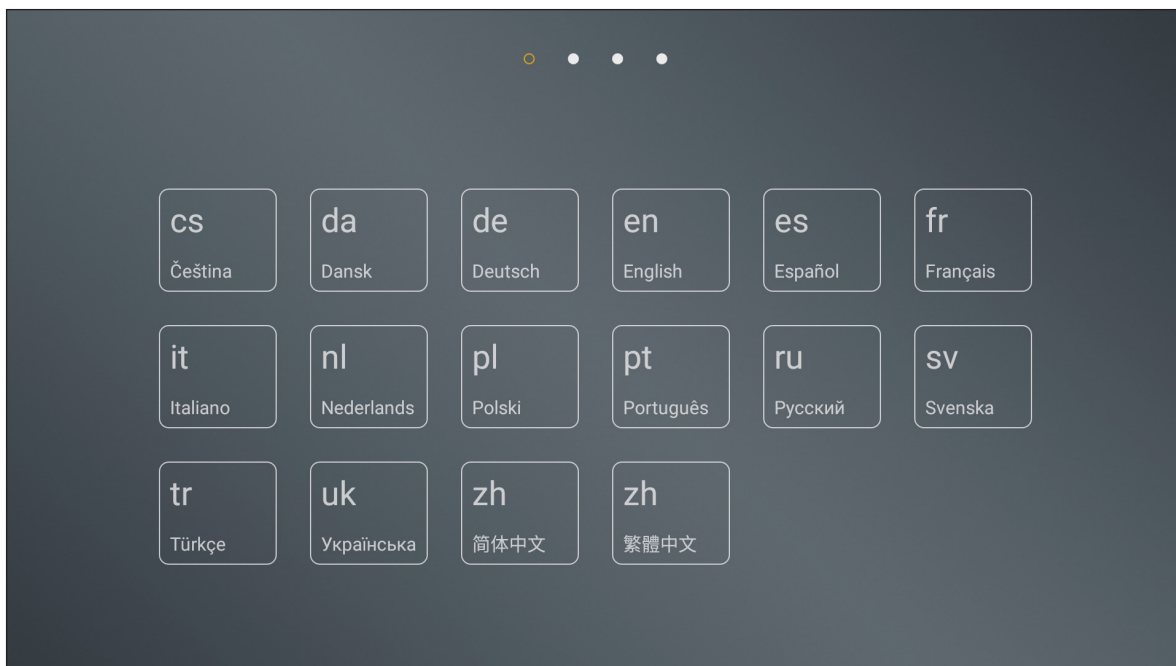 cs
Čeština
da
Dansk
de
Deutsch
en
English
es
Español
fr
Français
it
Italiano
nl
Nederlands
pl
Polski
pt
Português
ru
Русский
sv
Svenska
tr
Türkçe
uk
Українська
zh
简体中文
zh
繁體中文